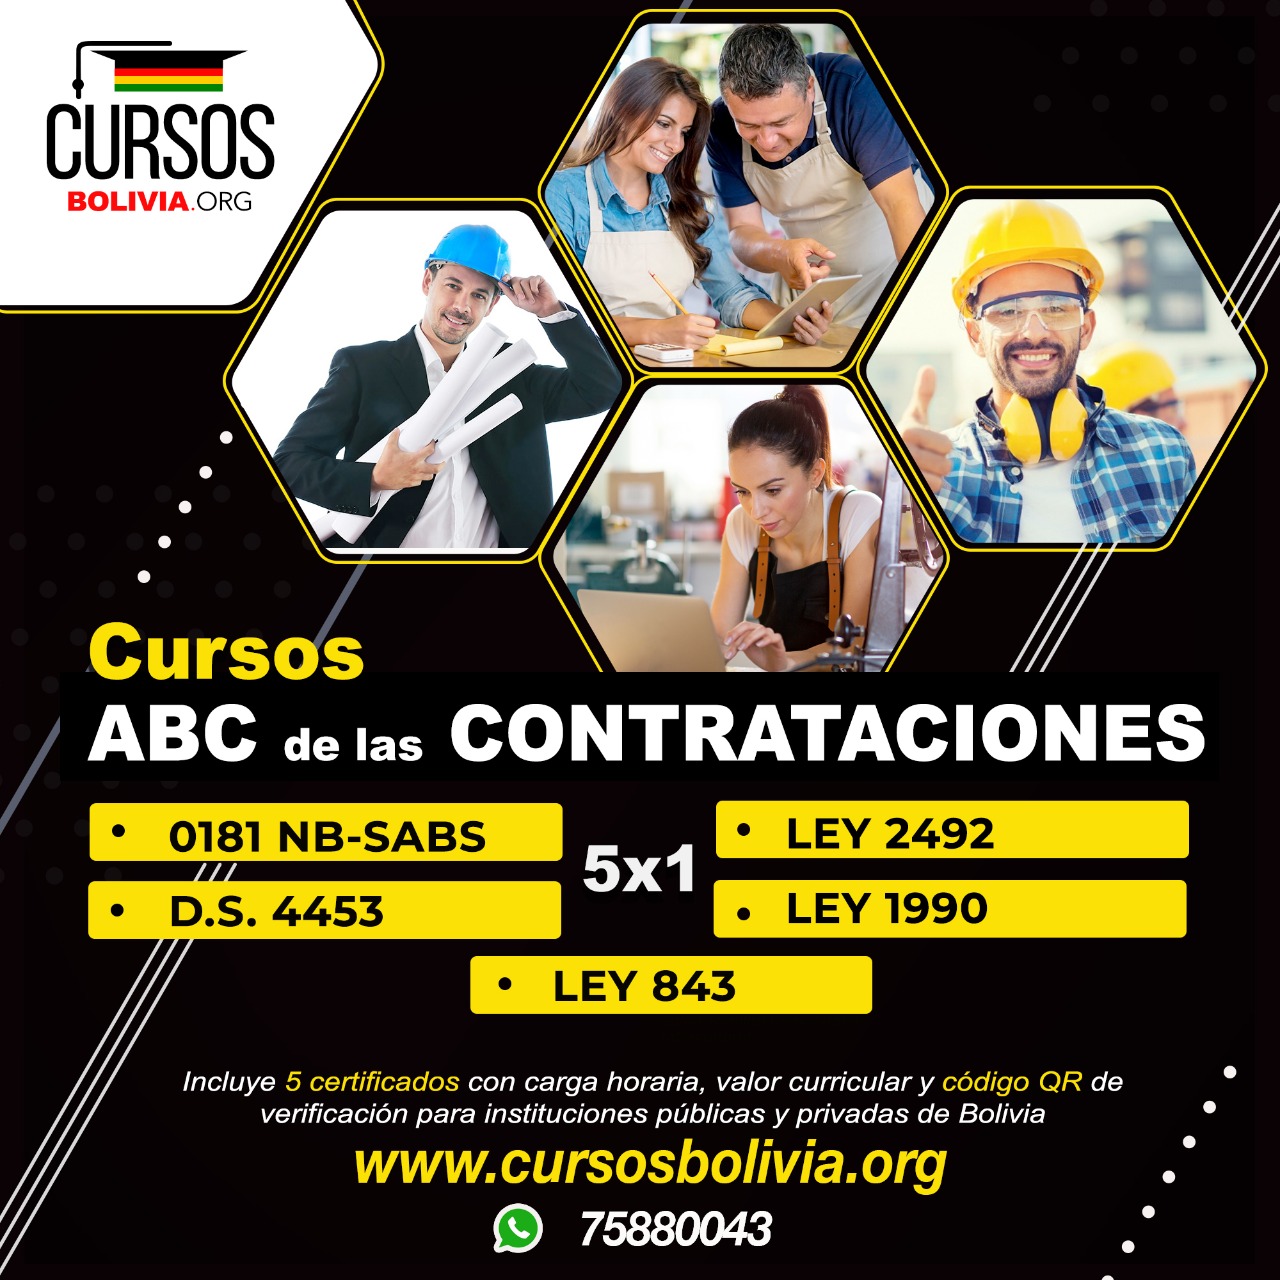 CURSOS
BOLIVIA.ORG
Cursos
ABC de las CONTRATACIONES
• 0181 NB-SABS
• D.S. 4453
5x1
• LEY 2492
• LEY 1990
• LEY 843
Incluye 5 certificados con carga horaria, valor curricular y código QR de
verificación para instituciones públicas y privadas de Bolivia
www.cursosbolivia.org
75880043